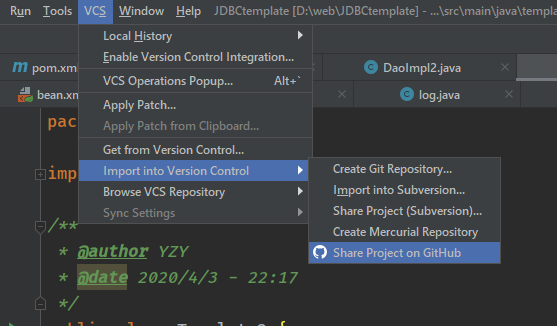 Run Tools VCS Window Help JDBCtemplate [D:\web\JDBCtemplate] - ...\src\main\java\templa
Local History
Enable Version Control Integration...
pom.xm DaoImpl2.java
VCS Operations Popup... Alt+`
bean.xm log.java
Apply Patch...
pac
Apply Patch from Clipboard...
Get from Version Control...
imp Import into Version Control Create Git Repository...
Browse VCS Repository Import into Subversion...
Sync Settings Share Project (Subversion)...
/** Create Mercurial Repository
* @author YZY Share Project on GitHub
* @date 2020/4/3 - 22:17
*/